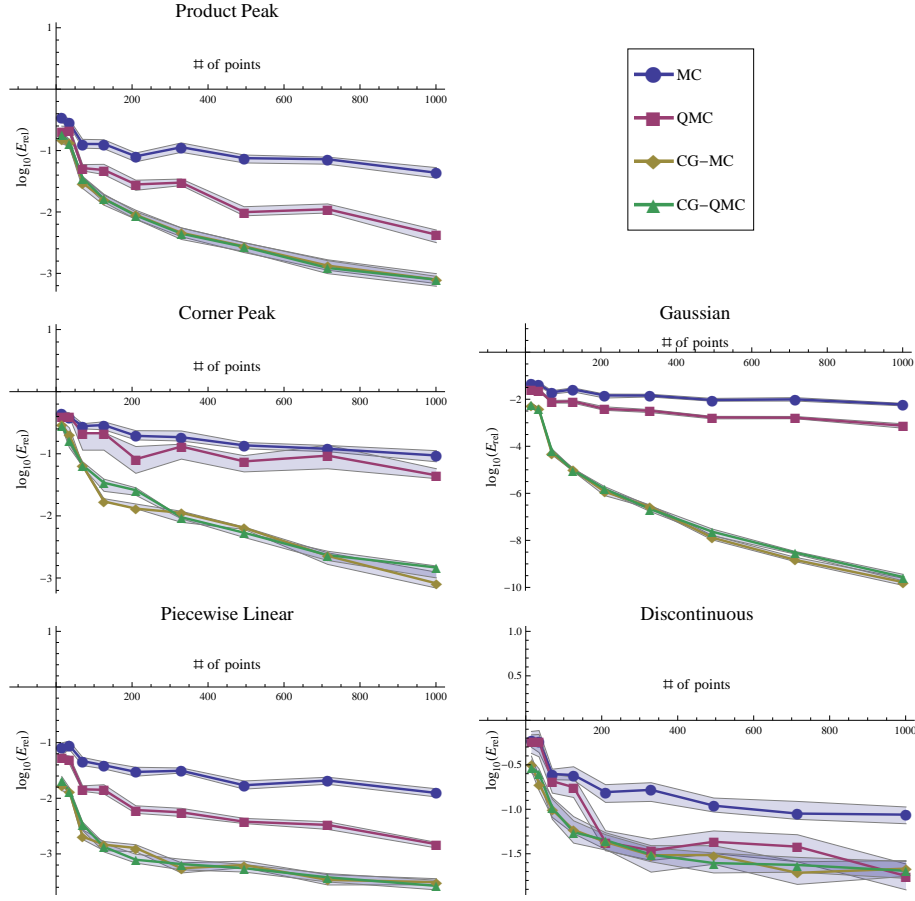 Product Peak
# of points
200 400 600 800 1000
1
-1
-2
-3
log10(Erel)
MC
QMC
CG-MC
CG-QMC
Corner Peak
# of points
200 400 600 800 1000
1
-1
-2
-3
log10(Erel)
Gaussian
# of points
200 400 600 800 1000
-2
-4
-6
-8
-10
log10(Erel)
Piecewise Linear
# of points
200 400 600 800 1000
1
-1
-2
-3
log10(Erel)
Discontinuous
# of points
200 400 600 800 1000
1.0
0.5
-0.5
-1.0
-1.5
log10(Erel)